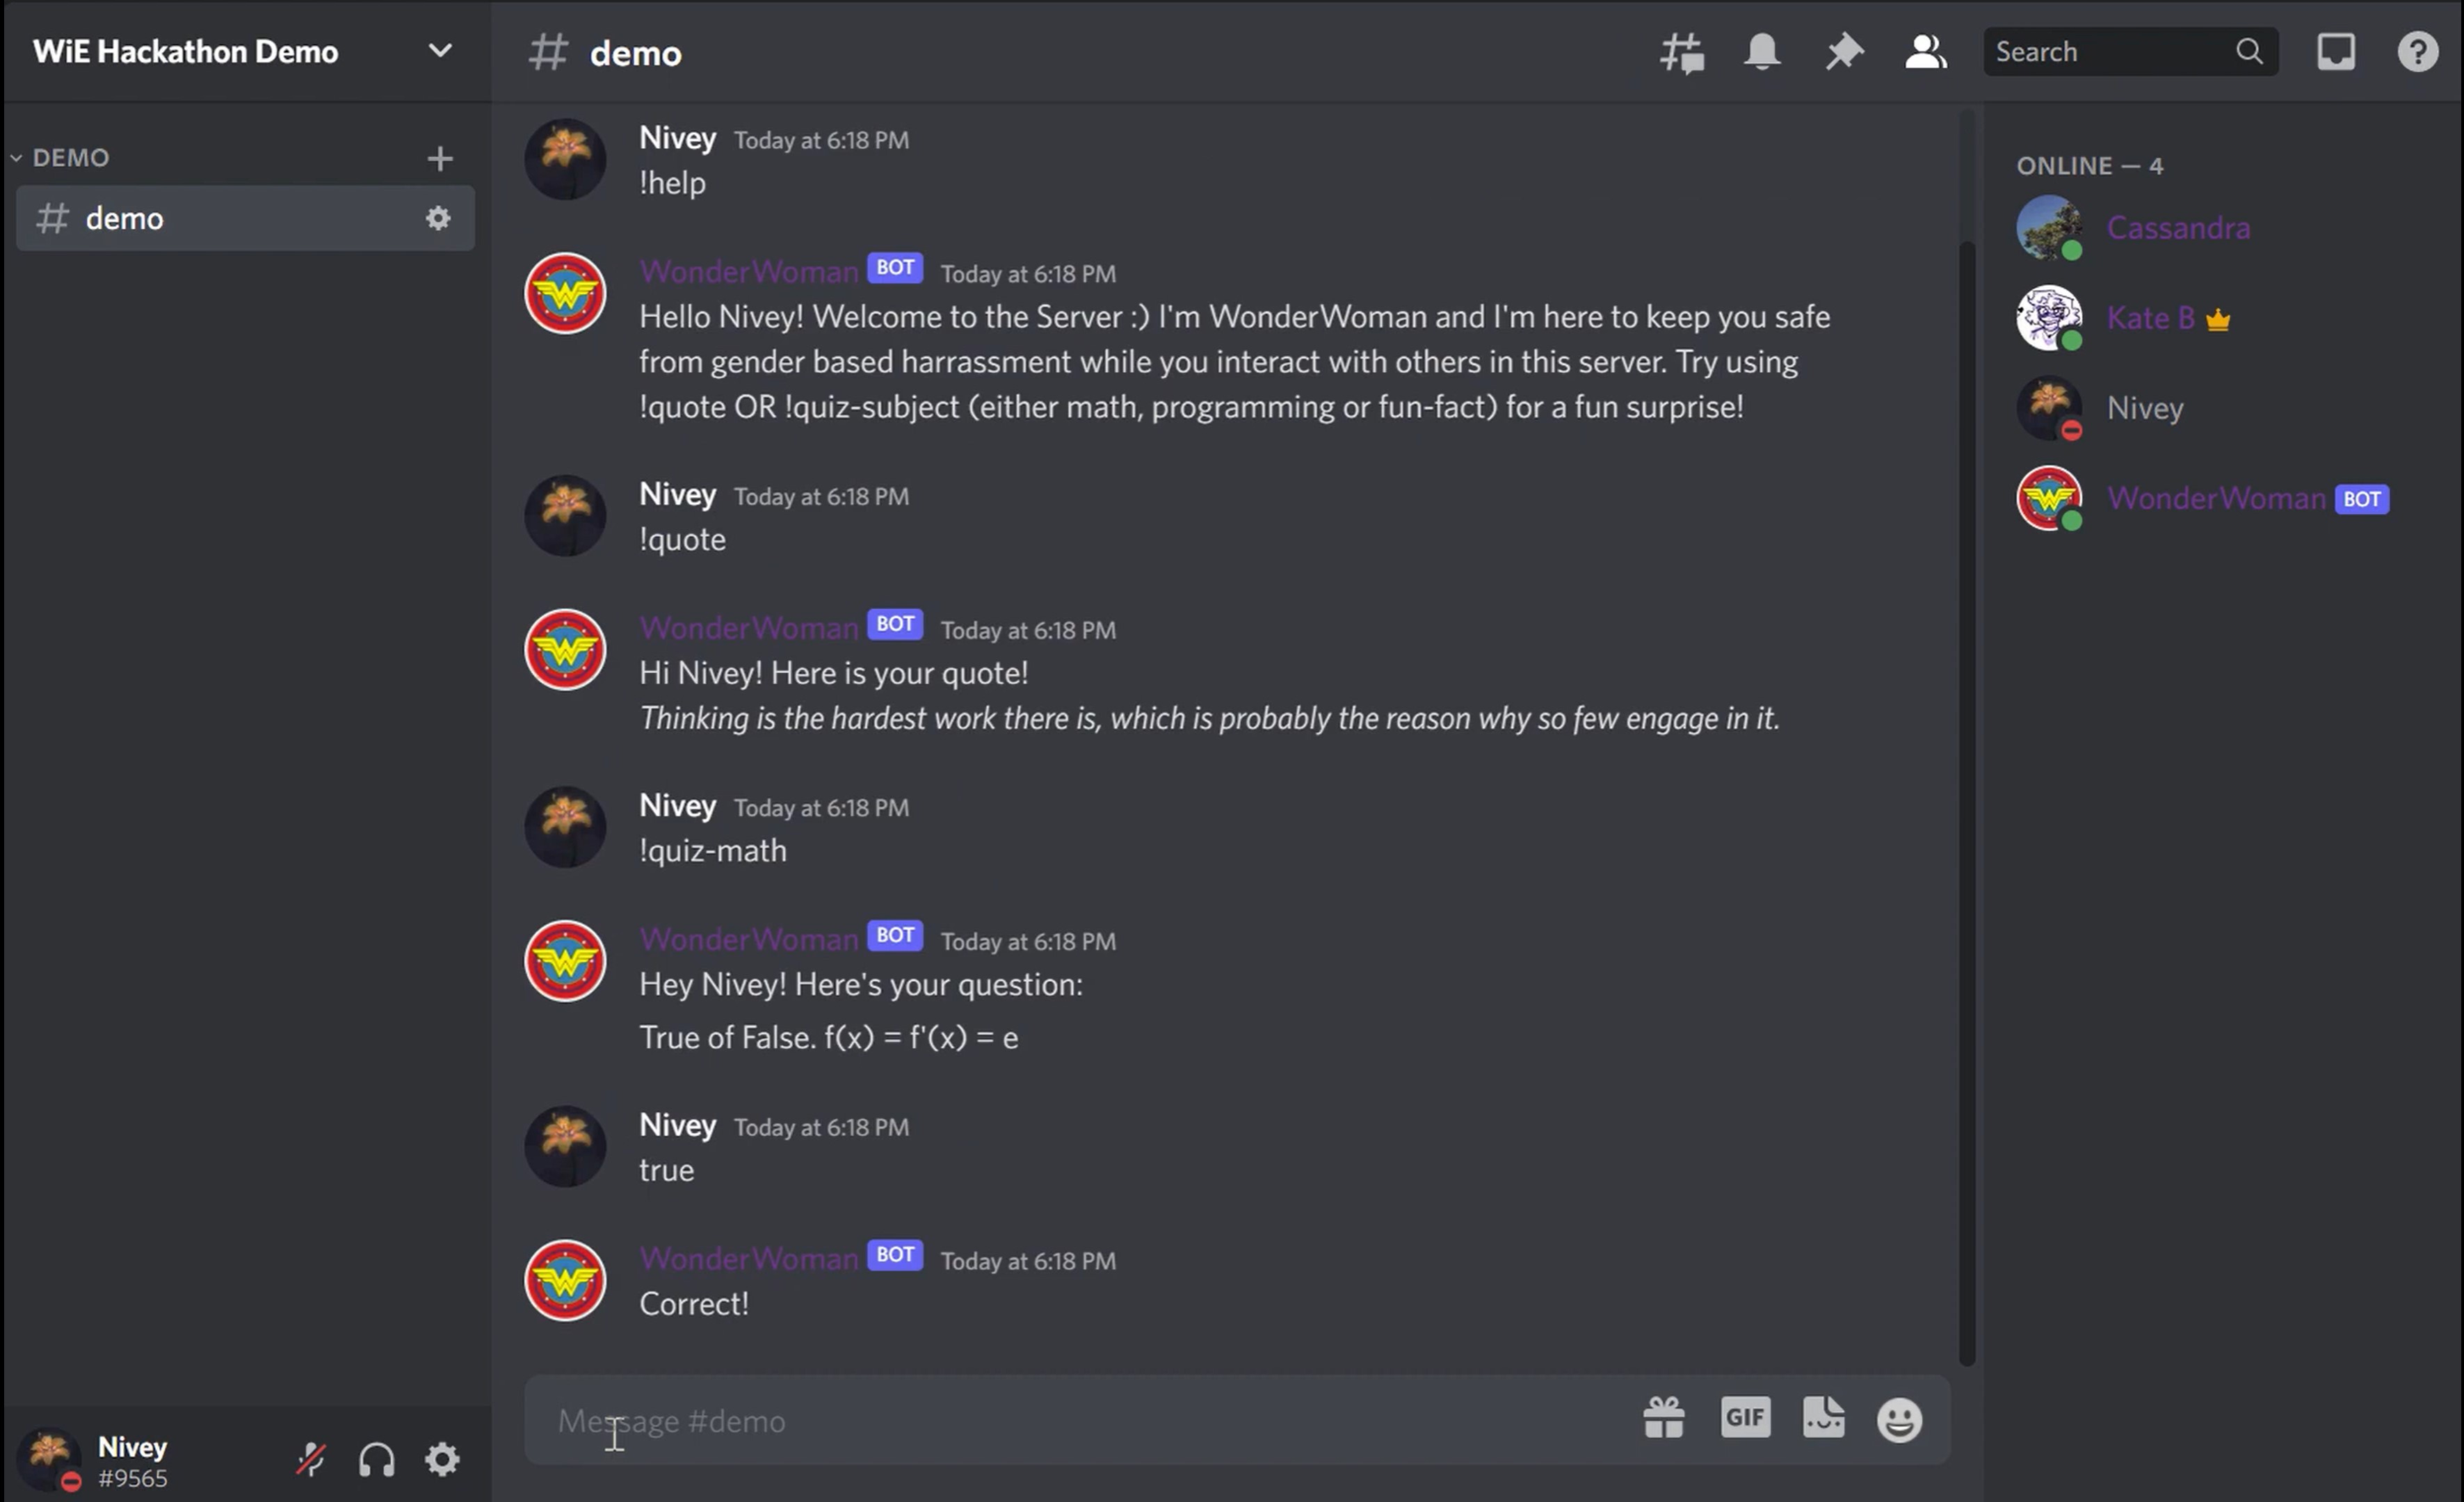 WiE Hackathon Demo
DEMO
demo
Nivey
#9565
demo
Search
Nivey Today at 6:18 PM
!help
WonderWoman BOT Today at 6:18 PM
Hello Nivey! Welcome to the Server :) I'm WonderWoman and I'm here to keep you safe
from gender based harrassment while you interact with others in this server. Try using
!quote OR !quiz-subject (either math, programming or fun-fact) for a fun surprise!
Nivey Today at 6:18 PM
!quote
WonderWoman BOT Today at 6:18 PM
Hi Nivey! Here is your quote!
Thinking is the hardest work there is, which is probably the reason why so few engage in it.
Nivey Today at 6:18 PM
!quiz-math
WonderWoman BOT Today at 6:18 PM
Hey Nivey! Here's your question:
True of False. f(x) = f'(x) = e
Nivey Today at 6:18 PM
true
WonderWoman BOT Today at 6:18 PM
Correct!
Message #demo
GIF
ONLINE — 4
Cassandra
Kate B
Nivey
WonderWoman BOT